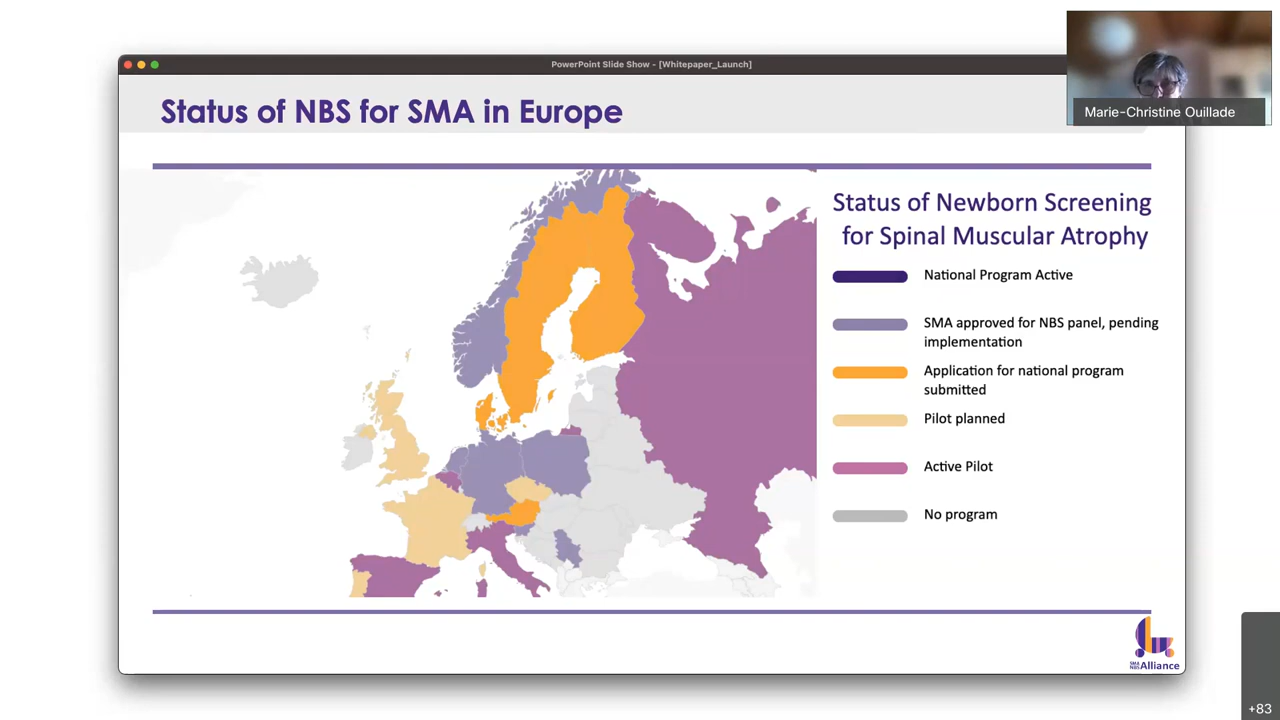 PowerPoint Slide Show - [Whitepaper_Launch]
Status of NBS for SMA in Europe
Marie-Christine Ouillade
Status of Newborn Screening
for Spinal Muscular Atrophy
National Program Active
SMA approved for NBS panel, pending
implementation
Application for national program
submitted
Pilot planned
Active Pilot
No program
SMA
NBS Alliance
+83